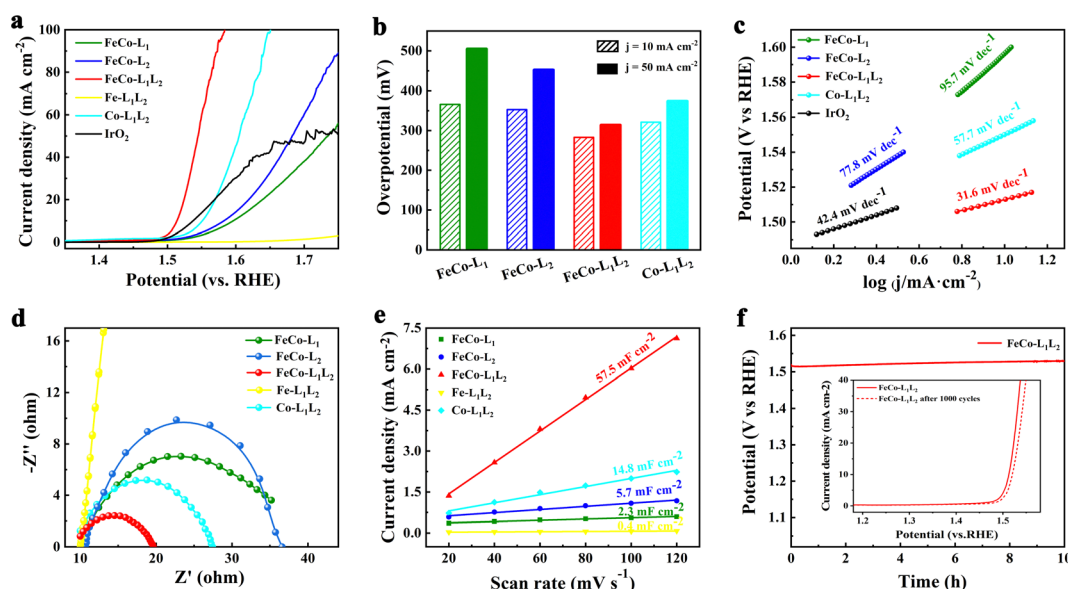 a
Current density (mA cm⁻²)
100
80
60
40
20
0
FeCo-L₁
FeCo-L₂
FeCo-L₁L₂
Fe-L₁L₂
Co-L₁L₂
IrO₂
1.4 1.5 1.6 1.7
Potential (vs. RHE)
b
Overpotential (mV)
500
400
300
200
100
0
j = 10 mA cm⁻²
j = 50 mA cm⁻²
FeCo-L₁ FeCo-L₂ FeCo-L₁L₂ Co-L₁L₂
c
Potential (V vs RHE)
1.60
1.56
1.52
1.50
FeCo-L₁
FeCo-L₂
FeCo-L₁L₂
Co-L₁L₂
IrO₂
95.7 mV dec⁻¹
57.7 mV dec⁻¹
77.8 mV dec⁻¹
31.6 mV dec⁻¹
42.4 mV dec⁻¹
0.0 0.4 0.8 1.2
log (j/mA·cm⁻²)
d
-Z'' (ohm)
16
12
8
4
0
FeCo-L₁
FeCo-L₂
FeCo-L₁L₂
Fe-L₁L₂
Co-L₁L₂
10 20 30 40
Z' (ohm)
e
Current density (mA cm⁻²)
7.5
6.0
4.5
3.0
1.5
0.0
FeCo-L₁
FeCo-L₂
FeCo-L₁L₂
Fe-L₁L₂
Co-L₁L₂
57.5 mF cm⁻²
14.8 mF cm⁻²
5.7 mF cm⁻²
2.3 mF cm⁻²
20 40 60 80 100 120
Scan rate (mV s⁻¹)
f
Potential (V vs RHE)
1.6
1.5
1.4
1.3
1.2
1.1
FeCo-L₁L₂
Current density (mA cm-2)
40
30
20
10
0
FeCo-L₁L₂
FeCo-L₁L₂ after 1000 cycles
1.2 1.3 1.4 1.5
Potential (vs.RHE)
0 2 4 6 8 10
Time (h)